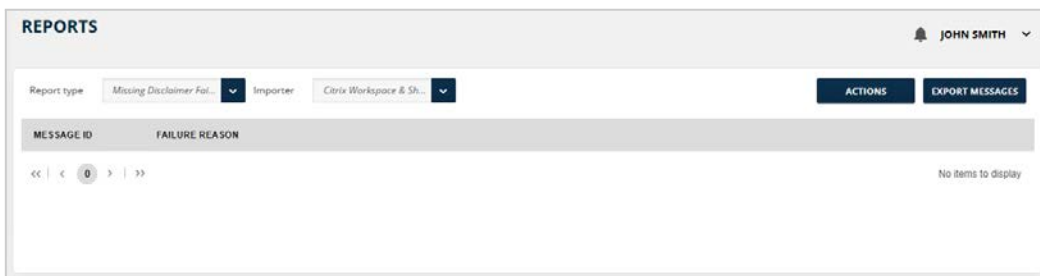 REPORTS
JOHN SMITH
Report type Missing Disclaimer Fai... Importer Citrix Workspace & Sh... ACTIONS EXPORT MESSAGES
MESSAGE ID FAILURE REASON
<< | < 0 > | >> No items to display